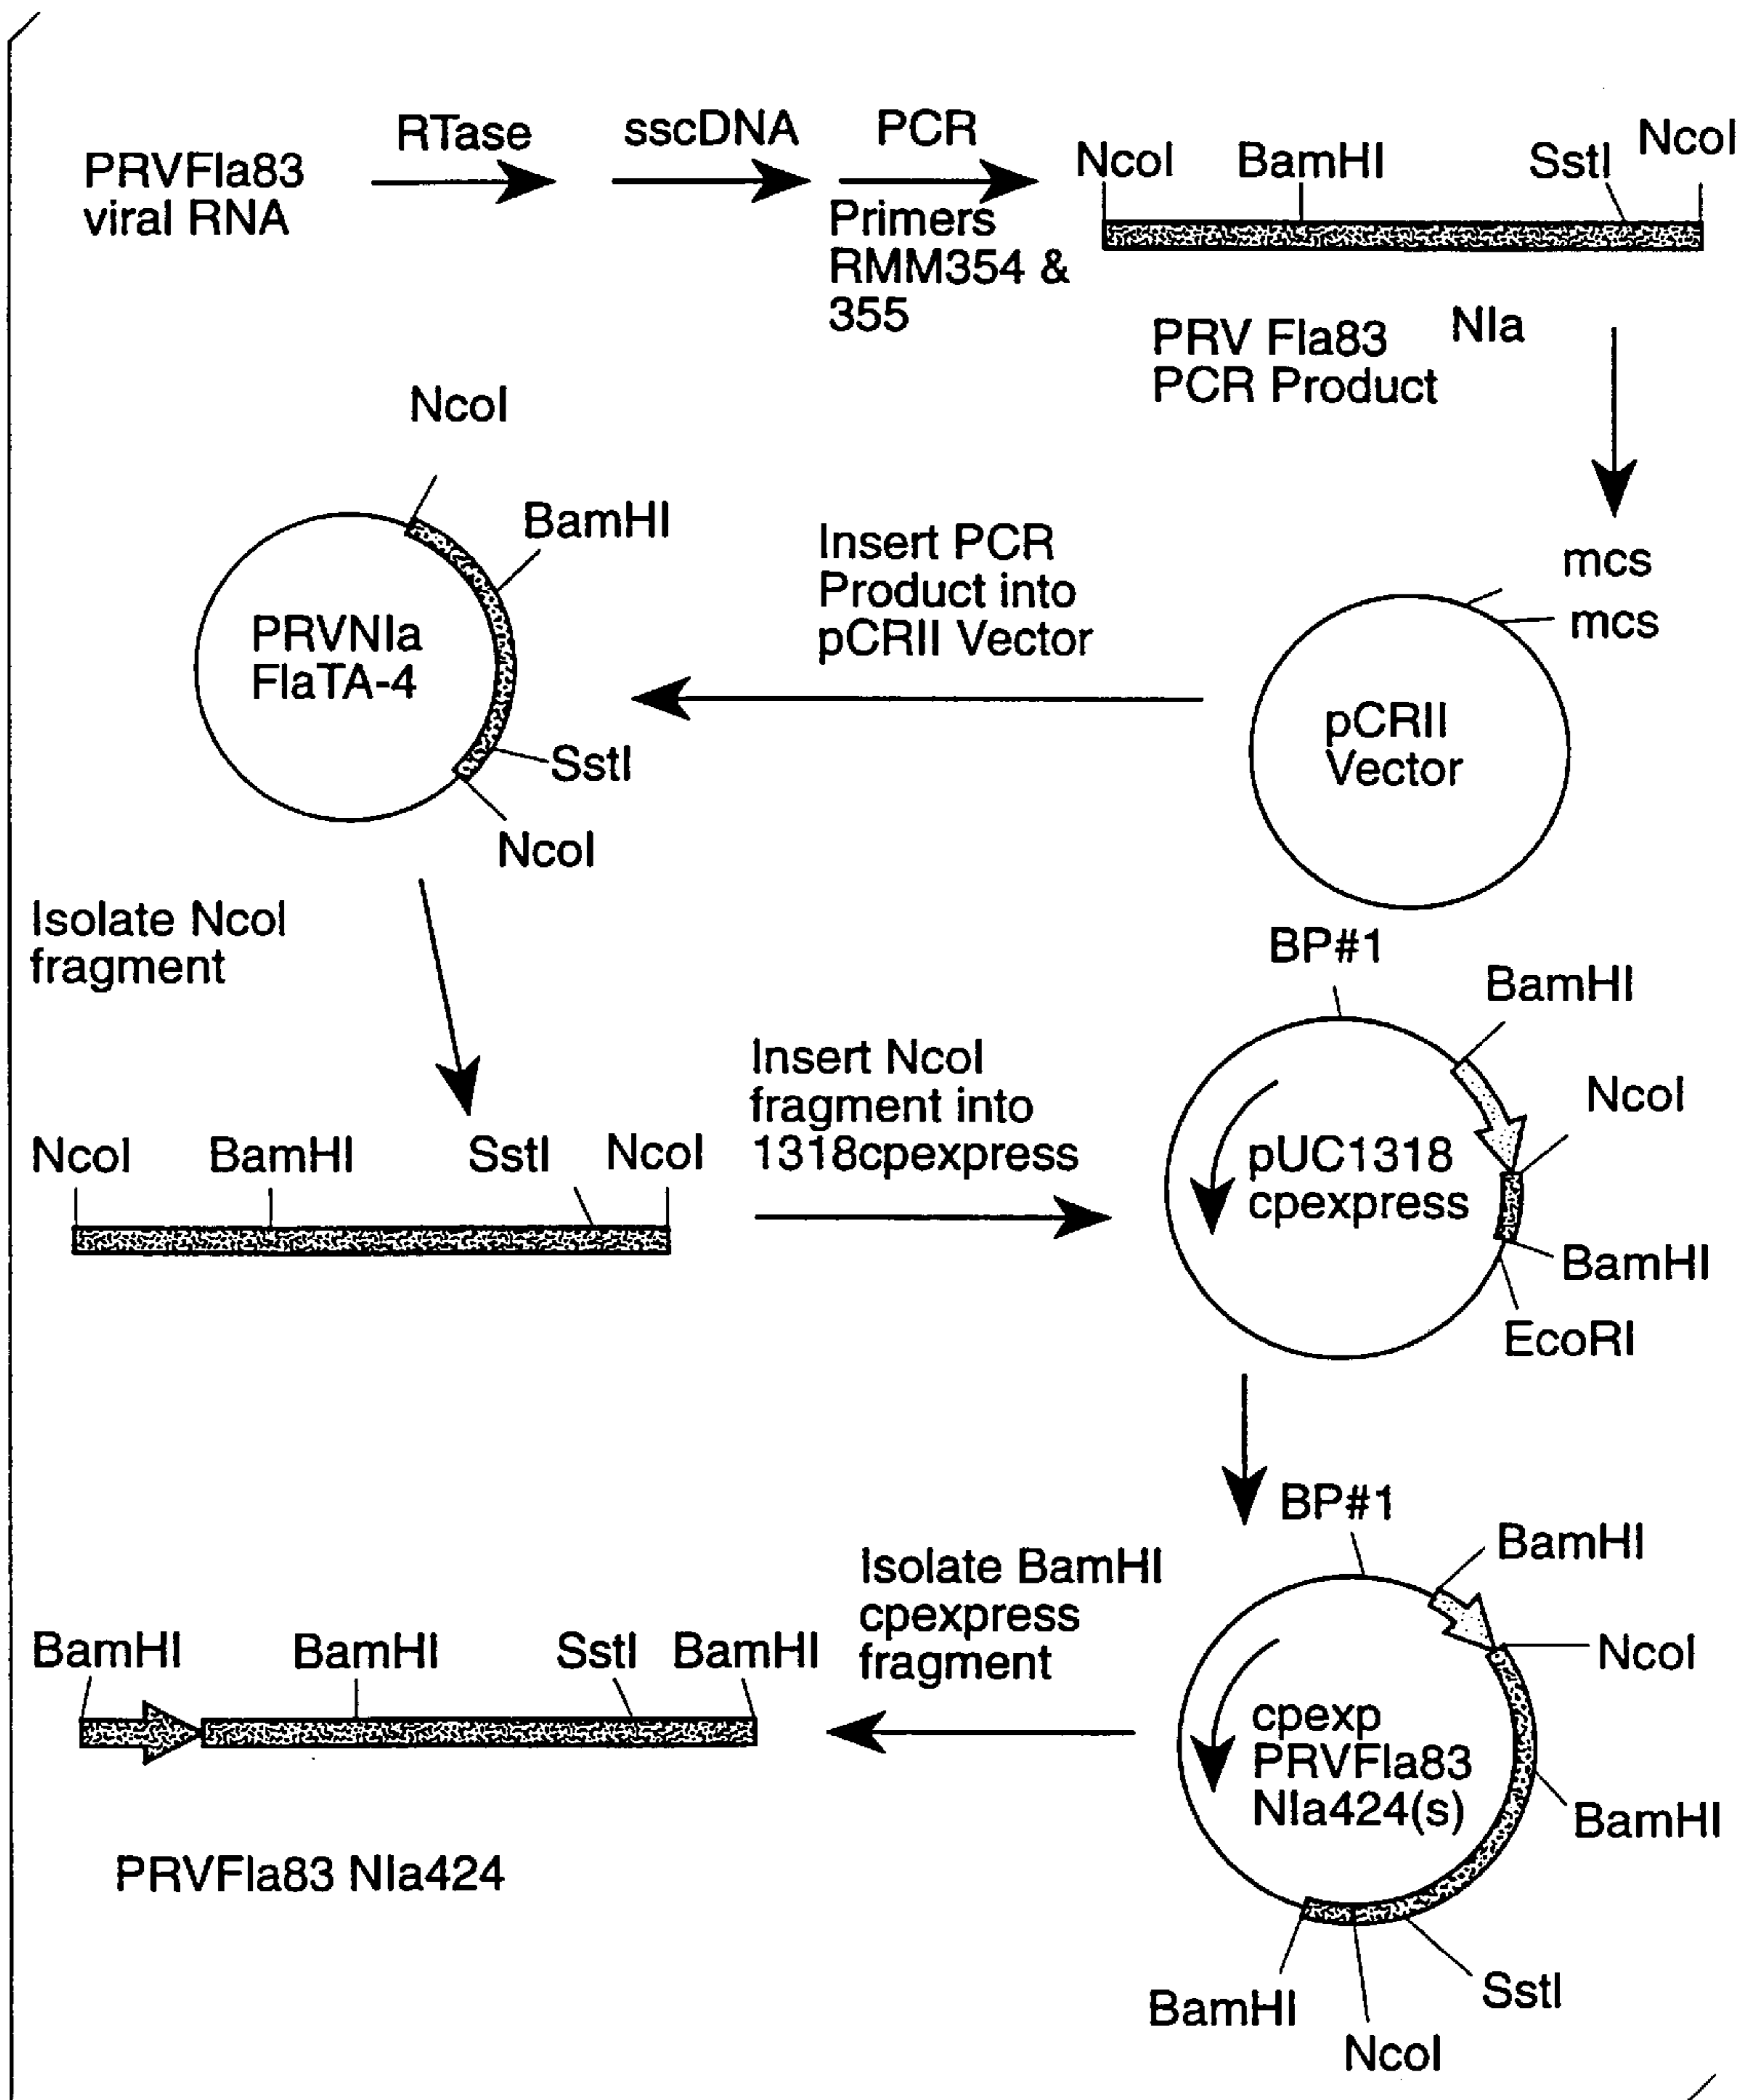 PRVFla83
viral RNA
RTase
sscDNA
PCR
Primers
RMM354 &
355
NcoI
BamHI
SstI
NcoI
PRV Fla83
PCR Product
NIa
NcoI
BamHI
PRVNIa
FlaTA-4
SstI
NcoI
Insert PCR
Product into
pCRII Vector
mcs
mcs
pCRII
Vector
Isolate NcoI
fragment
NcoI
BamHI
SstI
NcoI
Insert NcoI
fragment into
1318cpexpress
BP#1
BamHI
NcoI
pUC1318
cpexpress
BamHI
EcoRI
BP#1
BamHI
NcoI
cpexp
PRVFla83
NIa424(s)
BamHI
SstI
NcoI
BamHI
Isolate BamHI
cpexpress
fragment
BamHI
BamHI
SstI
BamHI
PRVFla83 NIa424